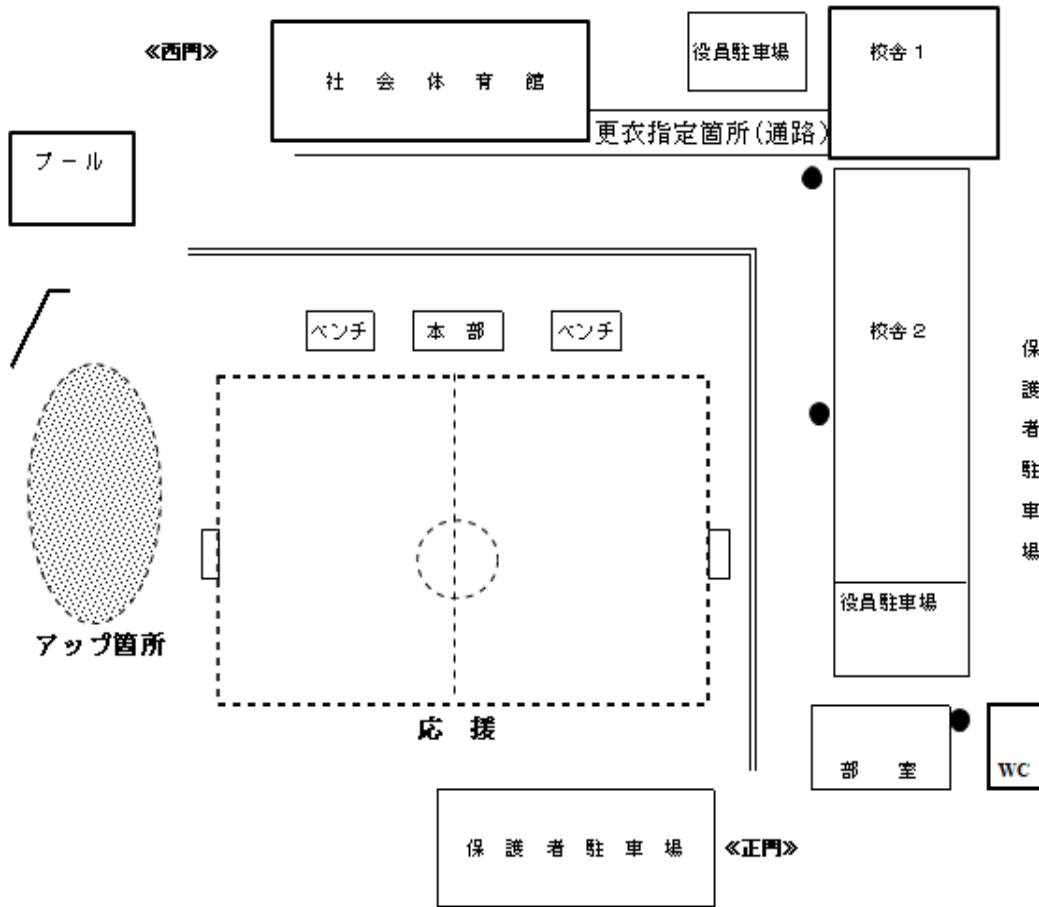 ≪西門≫
社会体育館
役員駐車場
校舎1
更衣指定箇所(通路)
プール
ベンチ
本部
ベンチ
校舎2
保護者駐車場
役員駐車場
アップ箇所
応援
部室
WC
保護者駐車場
≪正門≫